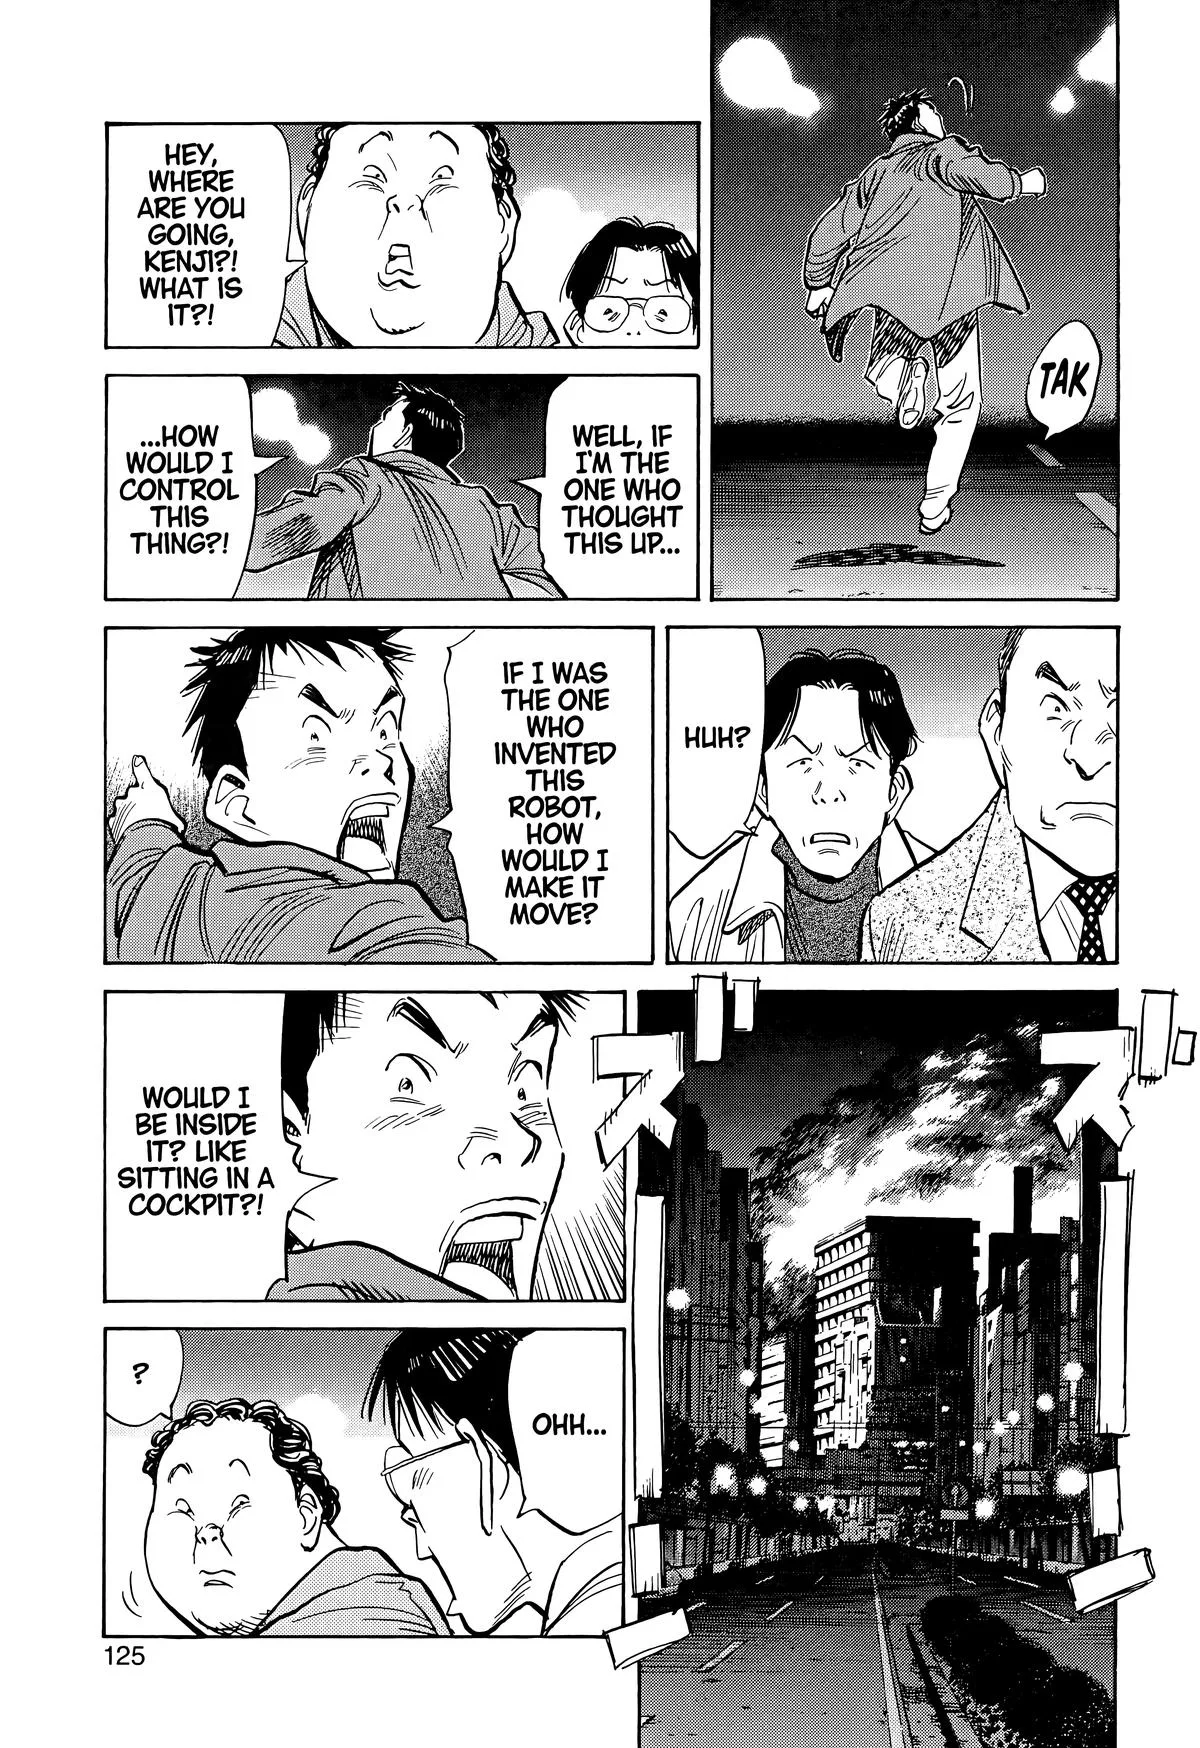 TAK
HEY,
WHERE
ARE YOU
GOING,
KENJI?!
WHAT IS
IT?!
WELL, IF
I'M THE
ONE WHO
THOUGHT
THIS UP...
...HOW
WOULD I
CONTROL
THIS
THING?!
HUH?
IF I WAS
THE ONE
WHO
INVENTED
THIS
ROBOT,
HOW
WOULD I
MAKE IT
MOVE?
ズズ
WOULD I
BE INSIDE
IT? LIKE
SITTING IN A
COCKPIT?!
OHH...
?
125